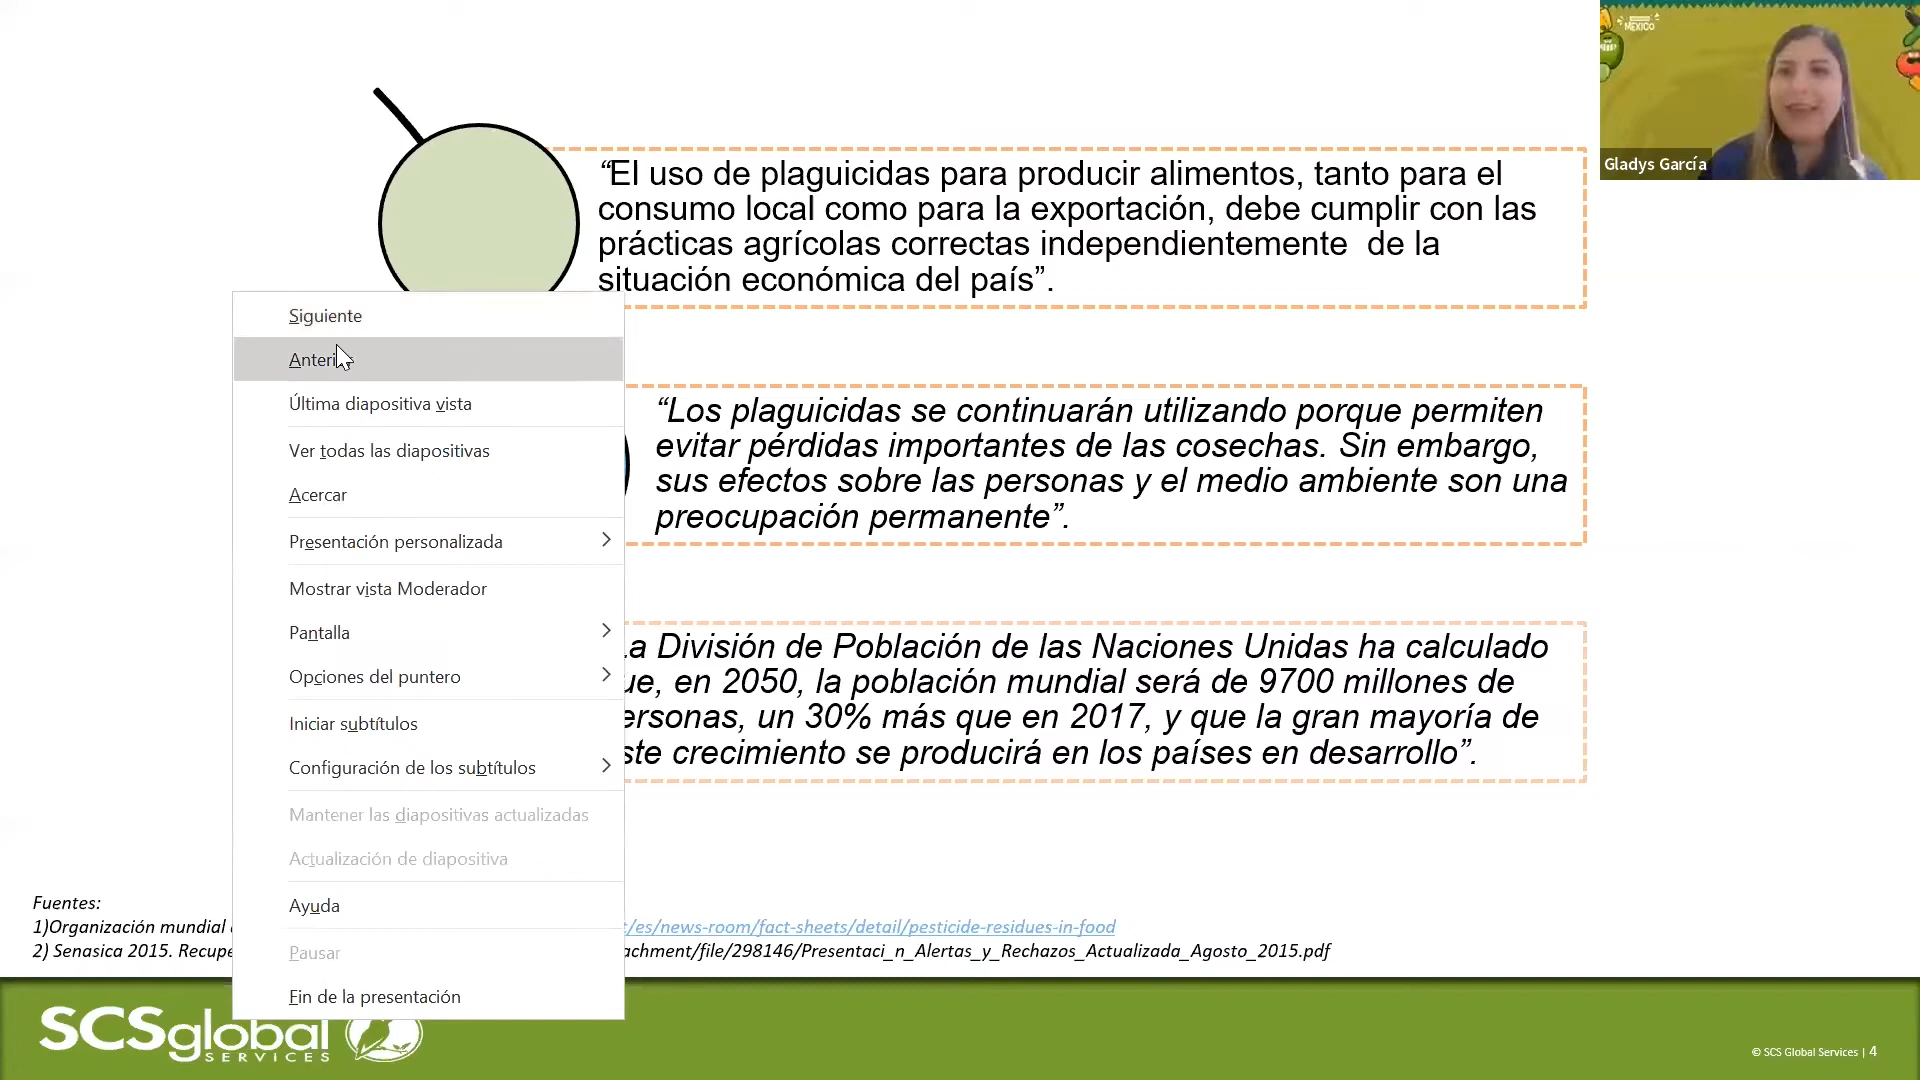 MÉXICO
Gladys García
“El uso de plaguicidas para producir alimentos, tanto para el
consumo local como para la exportación, debe cumplir con las
prácticas agrícolas correctas independientemente de la
situación económica del país”.
“Los plaguicidas se continuarán utilizando porque permiten
evitar pérdidas importantes de las cosechas. Sin embargo,
sus efectos sobre las personas y el medio ambiente son una
preocupación permanente”.
La División de Población de las Naciones Unidas ha calculado
en 2050, la población mundial será de 9700 millones de
un 30% más que en 2017, y que la gran mayoría de
crecimiento se producirá en los países en desarrollo”.
Siguiente
Última diapositiva vista
Ver todas las diapositivas
Acercar
Presentación personalizada
Mostrar vista Moderador
Pantalla
Opciones del puntero
Iniciar subtítulos
Configuración de los subtítulos
Mantener las diapositivas actualizadas
Actualización de diapositiva
Ayuda
Pausar
Fin de la presentación
Fuentes:
1)Organización mundial /es/news-room/fact-sheets/detail/pesticide-residues-in-food
2) Senasica 2015. achment/file/298146/Presentaci_n_Alertas_y_Rechazos_Actualizada_Agosto_2015.pdf
SCSglobal
SERVICES
© SCS Global Services | 4